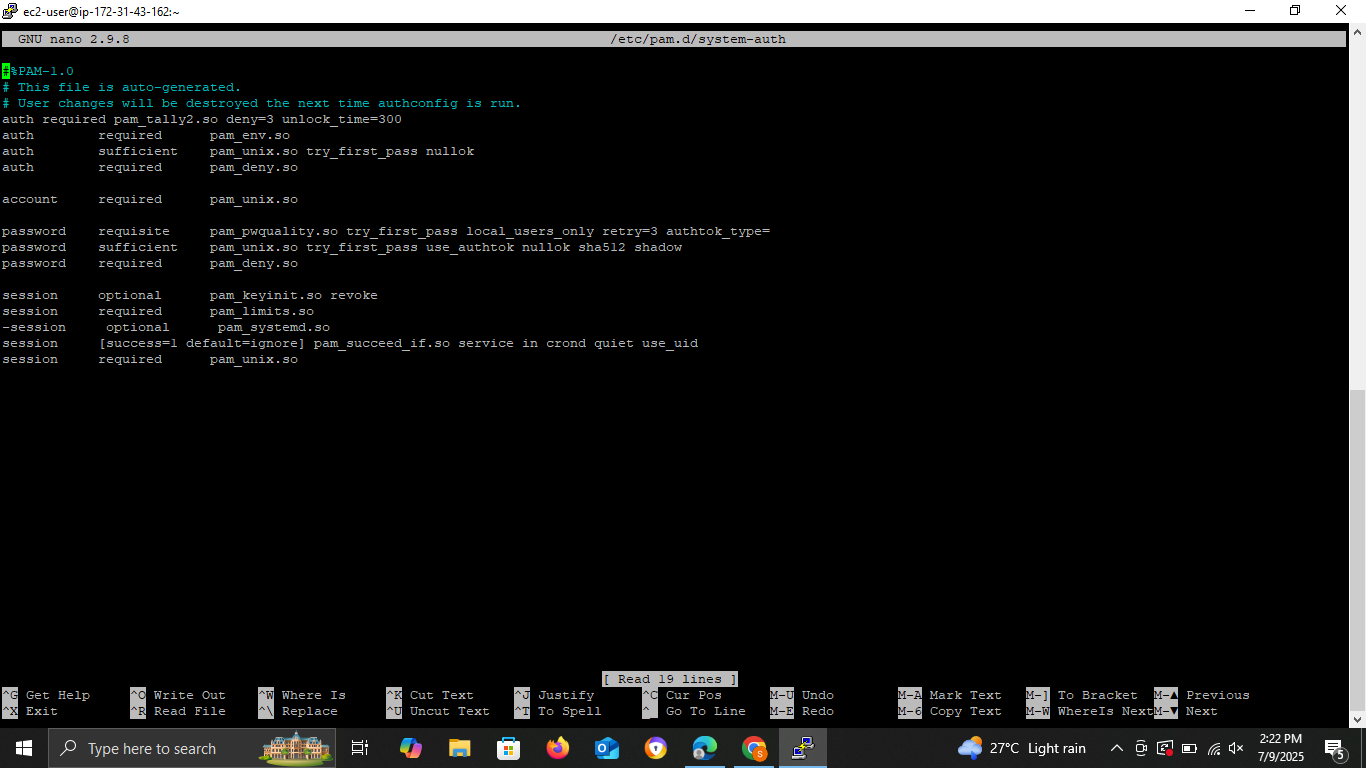 ec2-user@ip-172-31-43-162:~
GNU nano 2.9.8 /etc/pam.d/system-auth
#%PAM-1.0
# This file is auto-generated.
# User changes will be destroyed the next time authconfig is run.
auth required pam_tally2.so deny=3 unlock_time=300
auth        required      pam_env.so
auth        sufficient    pam_unix.so try_first_pass nullok
auth        required      pam_deny.so
account     required      pam_unix.so
password    requisite     pam_pwquality.so try_first_pass local_users_only retry=3 authtok_type=
password    sufficient    pam_unix.so try_first_pass use_authtok nullok sha512 shadow
password    required      pam_deny.so
session     optional      pam_keyinit.so revoke
session     required      pam_limits.so
-session     optional      pam_systemd.so
session     [success=1 default=ignore] pam_succeed_if.so service in crond quiet use_uid
session     required      pam_unix.so
[ Read 19 lines ]
^G Get Help ^O Write Out ^W Where Is ^K Cut Text ^J Justify ^C Cur Pos M-U Undo M-A Mark Text M-] To Bracket M-▲ Previous
^X Exit ^R Read File ^\ Replace ^U Uncut Text ^T To Spell ^_ Go To Line M-E Redo M-6 Copy Text M-W WhereIs Next M-▼ Next
Type here to search 27°C Light rain 2:22 PM
7/9/2025 5